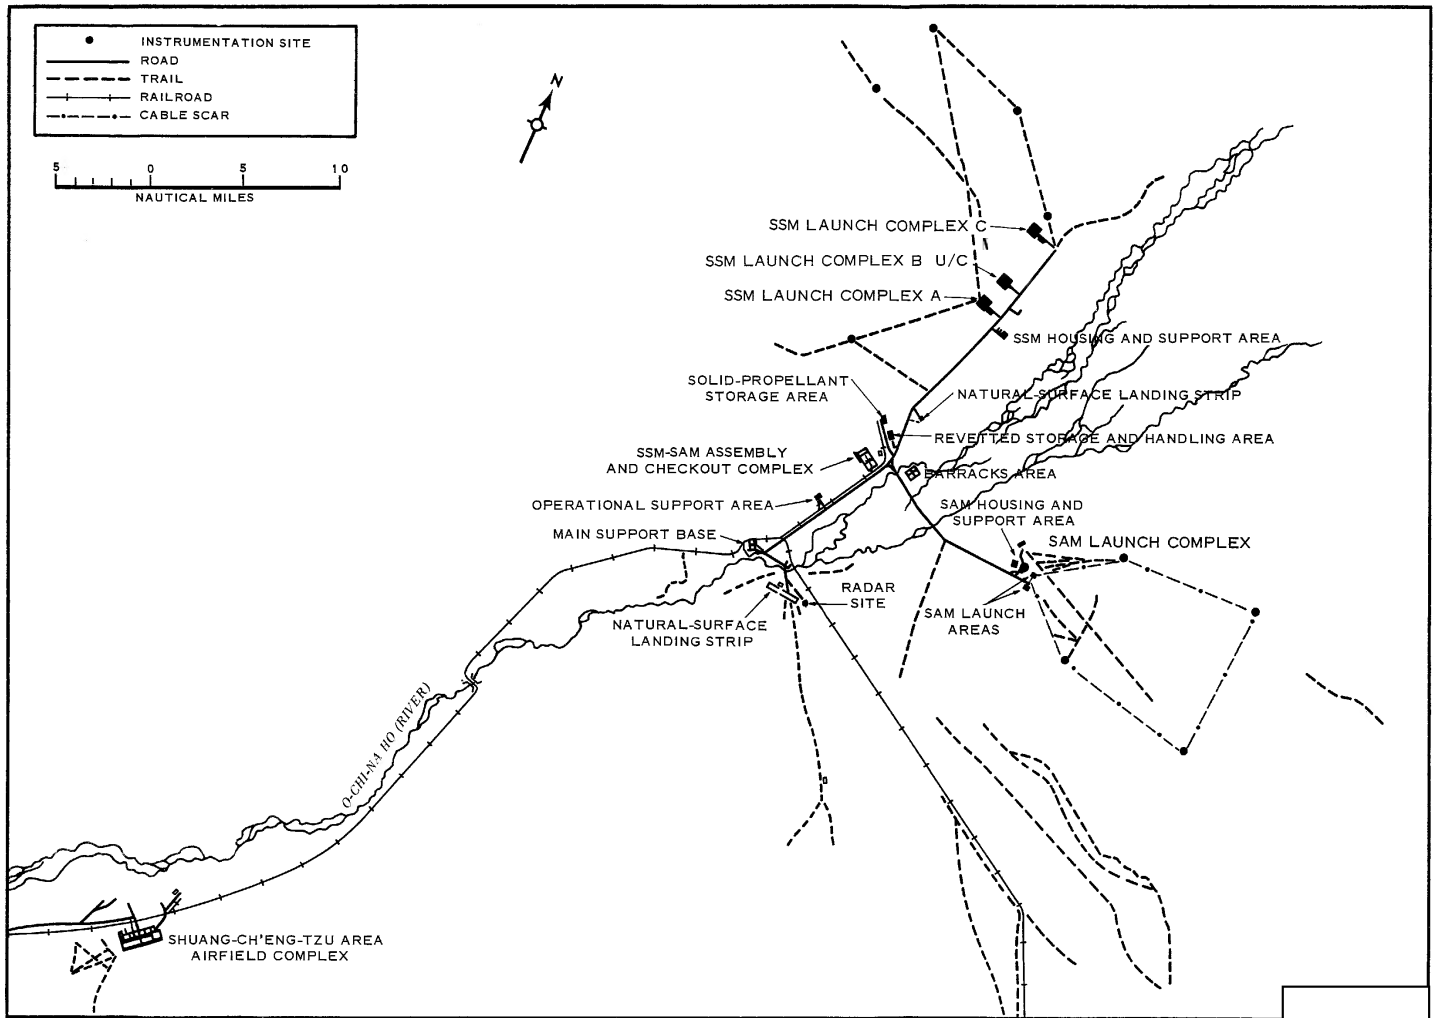 INSTRUMENTATION SITE
ROAD
TRAIL
RAILROAD
CABLE SCAR
N
5 0 5 10
NAUTICAL MILES
SSM LAUNCH COMPLEX C
SSM LAUNCH COMPLEX B U/C
SSM LAUNCH COMPLEX A
SSM HOUSING AND SUPPORT AREA
SOLID-PROPELLANT
STORAGE AREA
NATURAL-SURFACE LANDING STRIP
REVETTED STORAGE AND HANDLING AREA
SSM-SAM ASSEMBLY
AND CHECKOUT COMPLEX
BARRACKS AREA
OPERATIONAL SUPPORT AREA
SAM HOUSING AND
SUPPORT AREA
MAIN SUPPORT BASE
SAM LAUNCH COMPLEX
RADAR
SITE
NATURAL-SURFACE
LANDING STRIP
SAM LAUNCH
AREAS
O-CHI-NA HO (RIVER)
SHUANG-CH'ENG-TZU AREA
AIRFIELD COMPLEX